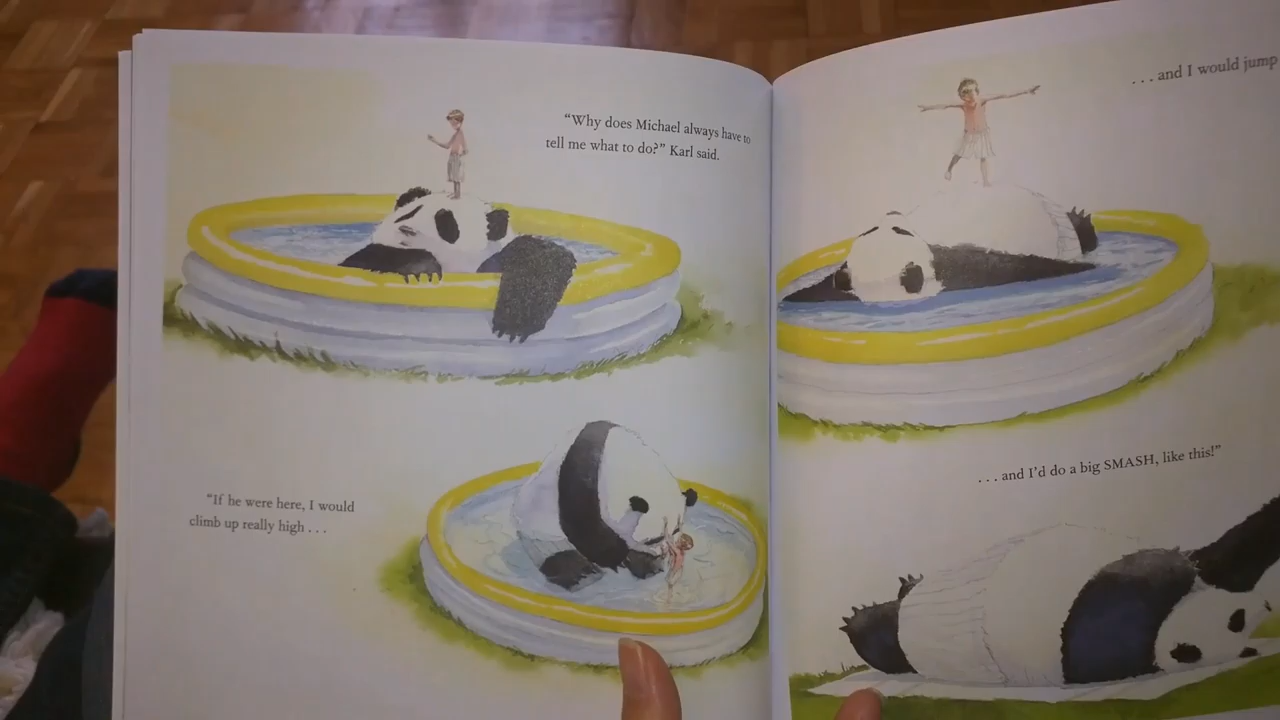 “Why does Michael always have to
tell me what to do?” Karl said.
“If he were here, I would
climb up really high . . .
. . . and I would jump
. . . and I’d do a big SMASH, like this!”